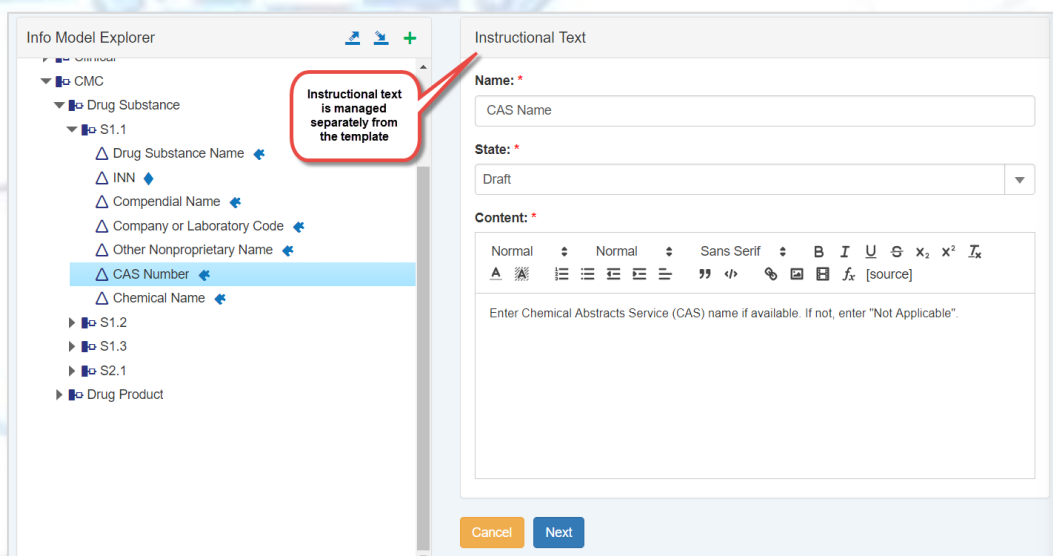 Info Model Explorer
Clinical
CMC
Drug Substance
S1.1
Drug Substance Name
INN
Compendial Name
Company or Laboratory Code
Other Nonproprietary Name
CAS Number
Chemical Name
S1.2
S1.3
S2.1
Drug Product
Instructional text
is managed
separately from
the template
Instructional Text
Name: *
CAS Name
State: *
Draft
Content: *
Normal Normal Sans Serif B I U S x₂ x² Tx
A A fx [source]
Enter Chemical Abstracts Service (CAS) name if available. If not, enter "Not Applicable".
Cancel Next